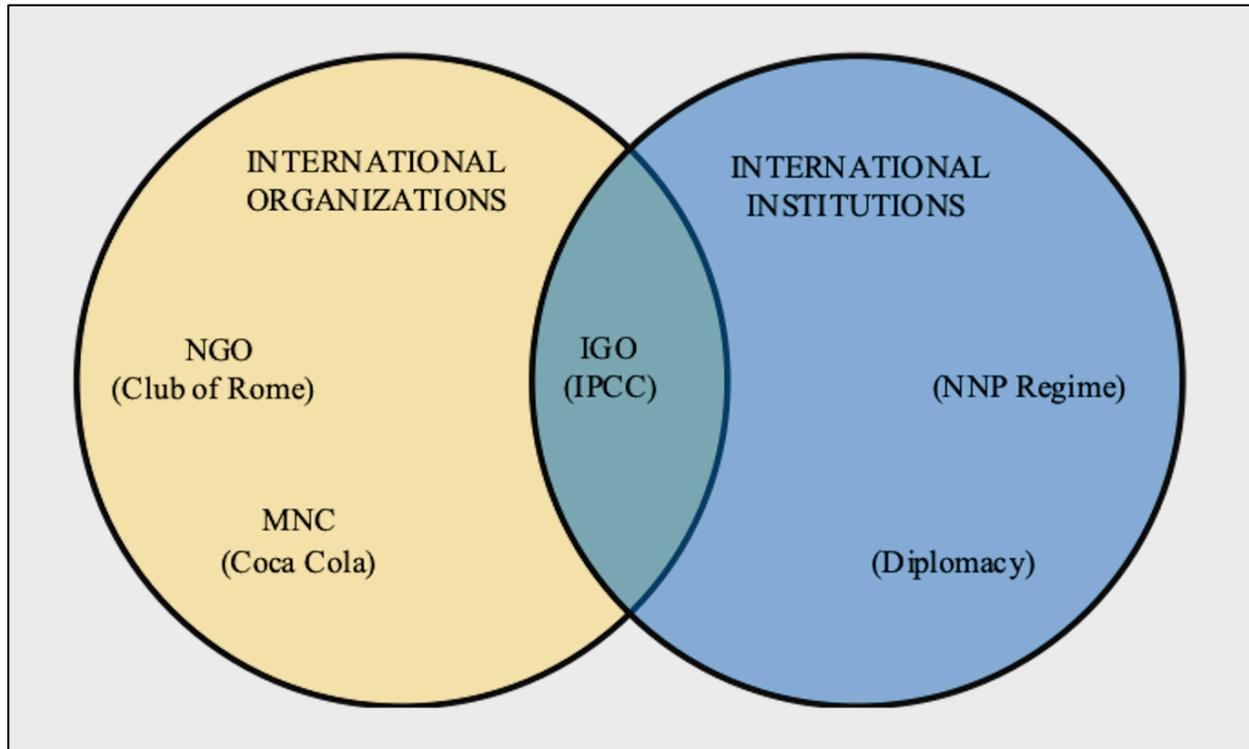 INTERNATIONAL
ORGANIZATIONS
INTERNATIONAL
INSTITUTIONS
NGO
(Club of Rome)
IGO
(IPCC)
(NNP Regime)
MNC
(Coca Cola)
(Diplomacy)